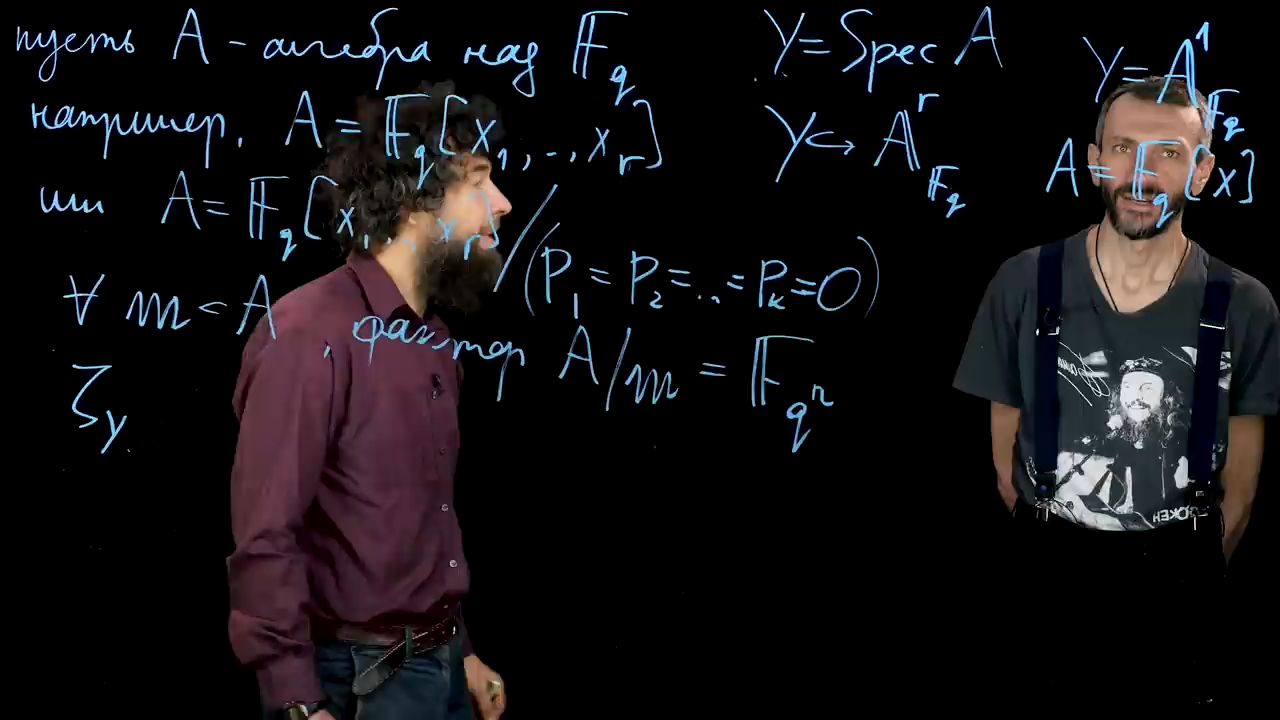 пусть A – алгебра над 𝔽_q
например, A = 𝔽_q[x_1, .., x_r]
или A = 𝔽_q[x_1, .., x_r] / (P_1 = P_2 = .. = P_k = 0)
∀ m ⊂ A, фактор A/m = 𝔽_{q^n}
ζ_Y
Y = Spec A
Y ↪ 𝔸^r_{𝔽_q}
Y = 𝔸^1_{𝔽_q}
A = 𝔽_q[x]